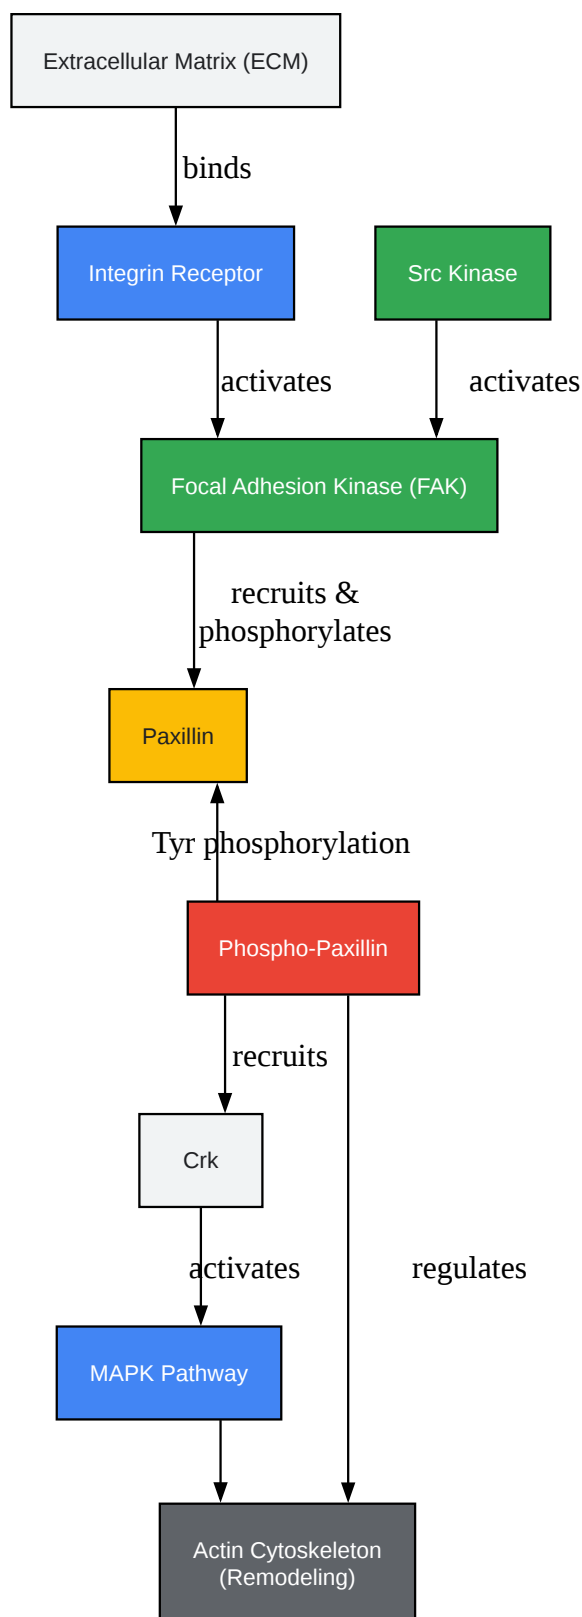 Extracellular Matrix (ECM)
binds
Integrin Receptor
Src Kinase
activates
activates
Focal Adhesion Kinase (FAK)
recruits &
phosphorylates
Paxillin
Tyr phosphorylation
Phospho-Paxillin
recruits
Crk
activates
regulates
MAPK Pathway
Actin Cytoskeleton
(Remodeling)